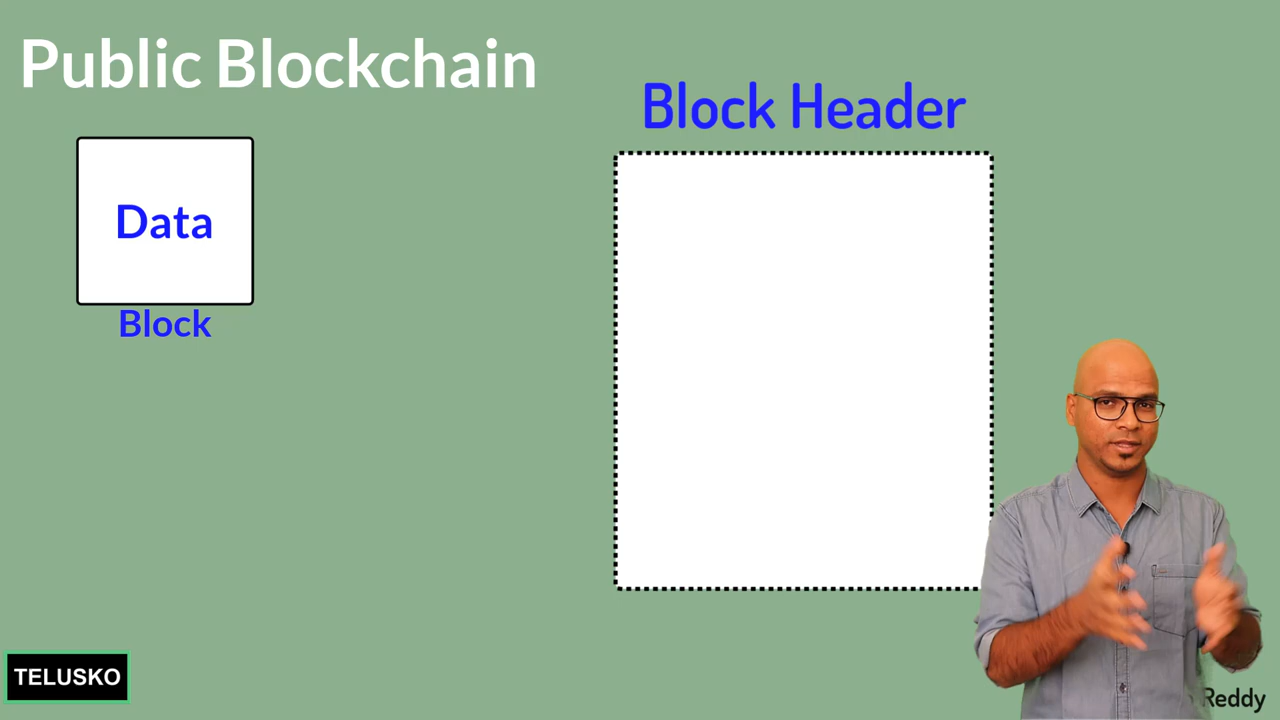 Public Blockchain
Block Header
Data
Block
TELUSKO
Reddy